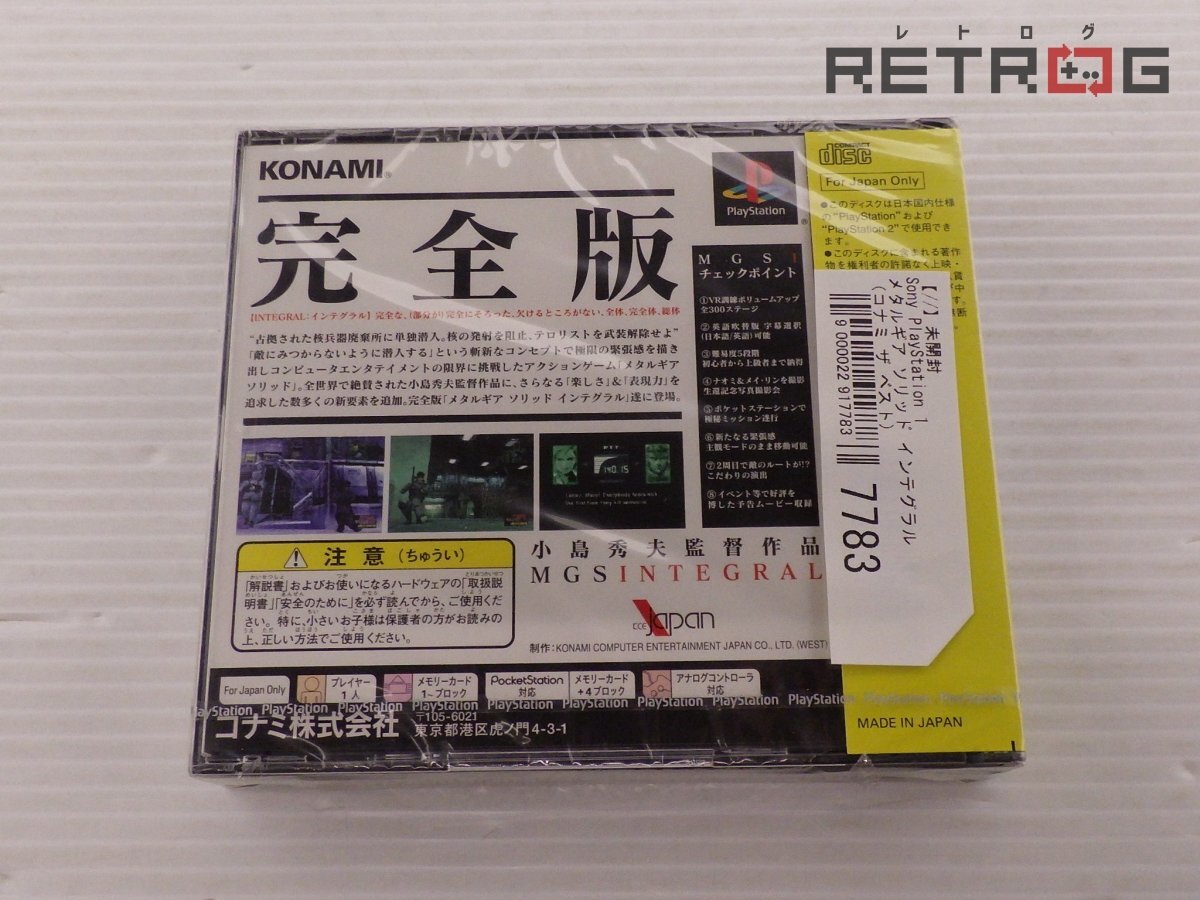 レトログ
RETROG
KONAMI®
完全版
【INTEGRAL:インテグラル】完全な、(部分が)完全にそろった、欠けるところがない、全体、完全体、総体
"占拠された核兵器廃棄所に単独潜入。核の発射を阻止、テロリストを武装解除せよ"
「敵にみつからないように潜入する」という斬新なコンセプトで極限の緊張感を描き
出しコンピュータエンタテイメントの限界に挑戦したアクションゲーム「メタルギア
ソリッド」。全世界で絶賛された小島秀夫監督作品に、さらなる「楽しさ」&「表現力」を
追求した数多くの新要素を追加。完全版「メタルギア ソリッド インテグラル」遂に登場。
PlayStation
®
MGSI
チェックポイント
①VR訓練ボリュームアップ
全300ステージ
②英語吹替版 字幕選択
(日本語/英語)可能
③難易度5段階
初心者から上級者まで納得
④ナオミ&メイ・リンを撮影
生還記念写真撮影会
⑤ポケットステーションで
極秘ミッション遂行
⑥新たなる緊張感
主観モードのまま移動可能
⑦2周目で敵のルートが!?
こだわりの演出
⑧イベント等で好評を
博した予告ムービー収録
PTT
140.15
小島秀夫監督作品
MGSINTEGRAL
KCE Japan
制作:KONAMI COMPUTER ENTERTAINMENT JAPAN CO., LTD. (WEST)
注意(ちゅうい)
「解説書」およびお使いになるハードウェアの「取扱説
明書」「安全のために」を必ず読んでから、ご使用くだ
さい。特に、小さいお子様は保護者の方がお読みの
上、正しい方法でご使用ください。
For Japan Only
プレイヤー
1人
メモリーカード
1~ブロック
PocketStation
対応
メモリーカード
+4ブロック
アナログコントローラ
対応
PlayStation PlayStation PlayStation PlayStation PlayStation PlayStation PlayStation PlayStation PlayStation
コナミ株式会社
〒105-6021
東京都港区虎ノ門4-3-1
COMPACT
disc
For Japan Only
●このディスクは日本国内仕様
の"PlayStation"および
"PlayStation 2"で使用でき
ます。
●このディスクに含まれる著作
物を権利者の許諾なく上映・
【//】未開封
Sony PlayStation 1
メタルギア ソリッド インテグラル
(コナミ ザ ベスト)
9 000022 917783
7783
MADE IN JAPAN